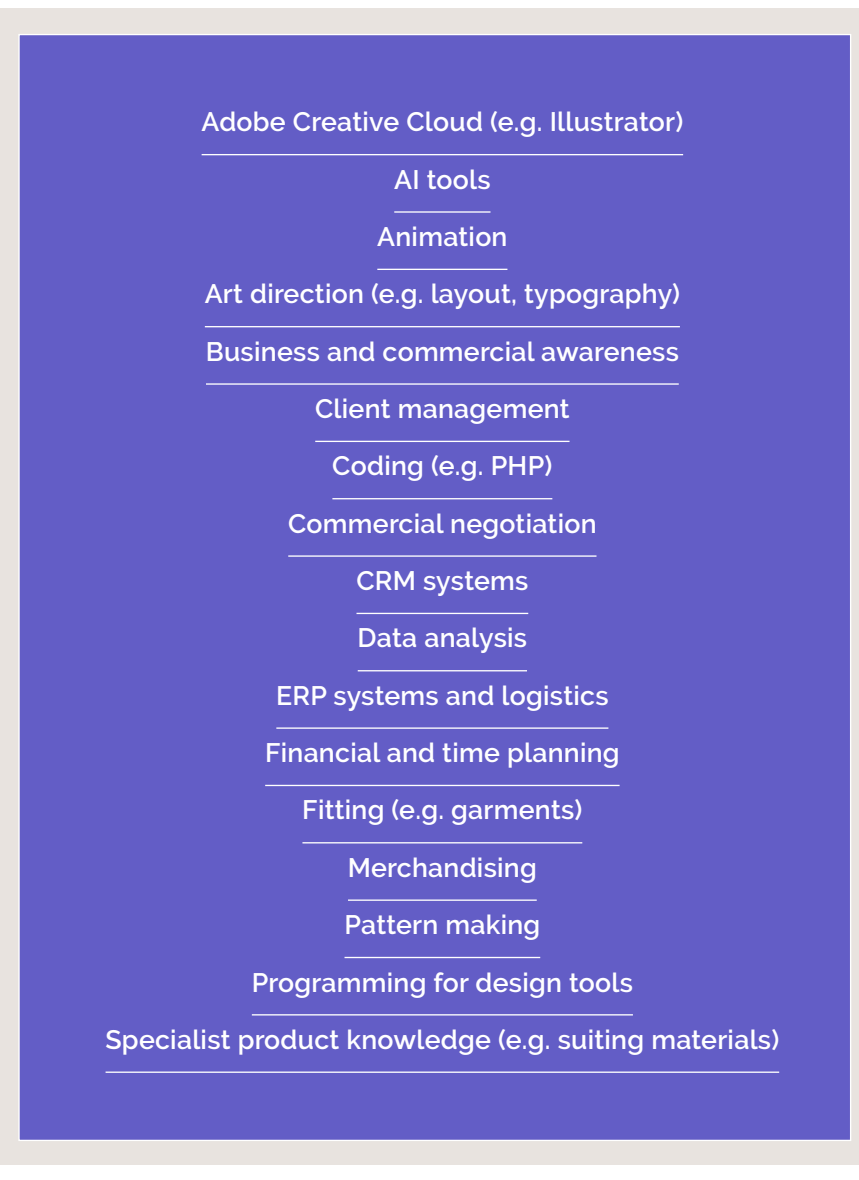 Adobe Creative Cloud (e.g. Illustrator)
AI tools
Animation
Art direction (e.g. layout, typography)
Business and commercial awareness
Client management
Coding (e.g. PHP)
Commercial negotiation
CRM systems
Data analysis
ERP systems and logistics
Financial and time planning
Fitting (e.g. garments)
Merchandising
Pattern making
Programming for design tools
Specialist product knowledge (e.g. suiting materials)